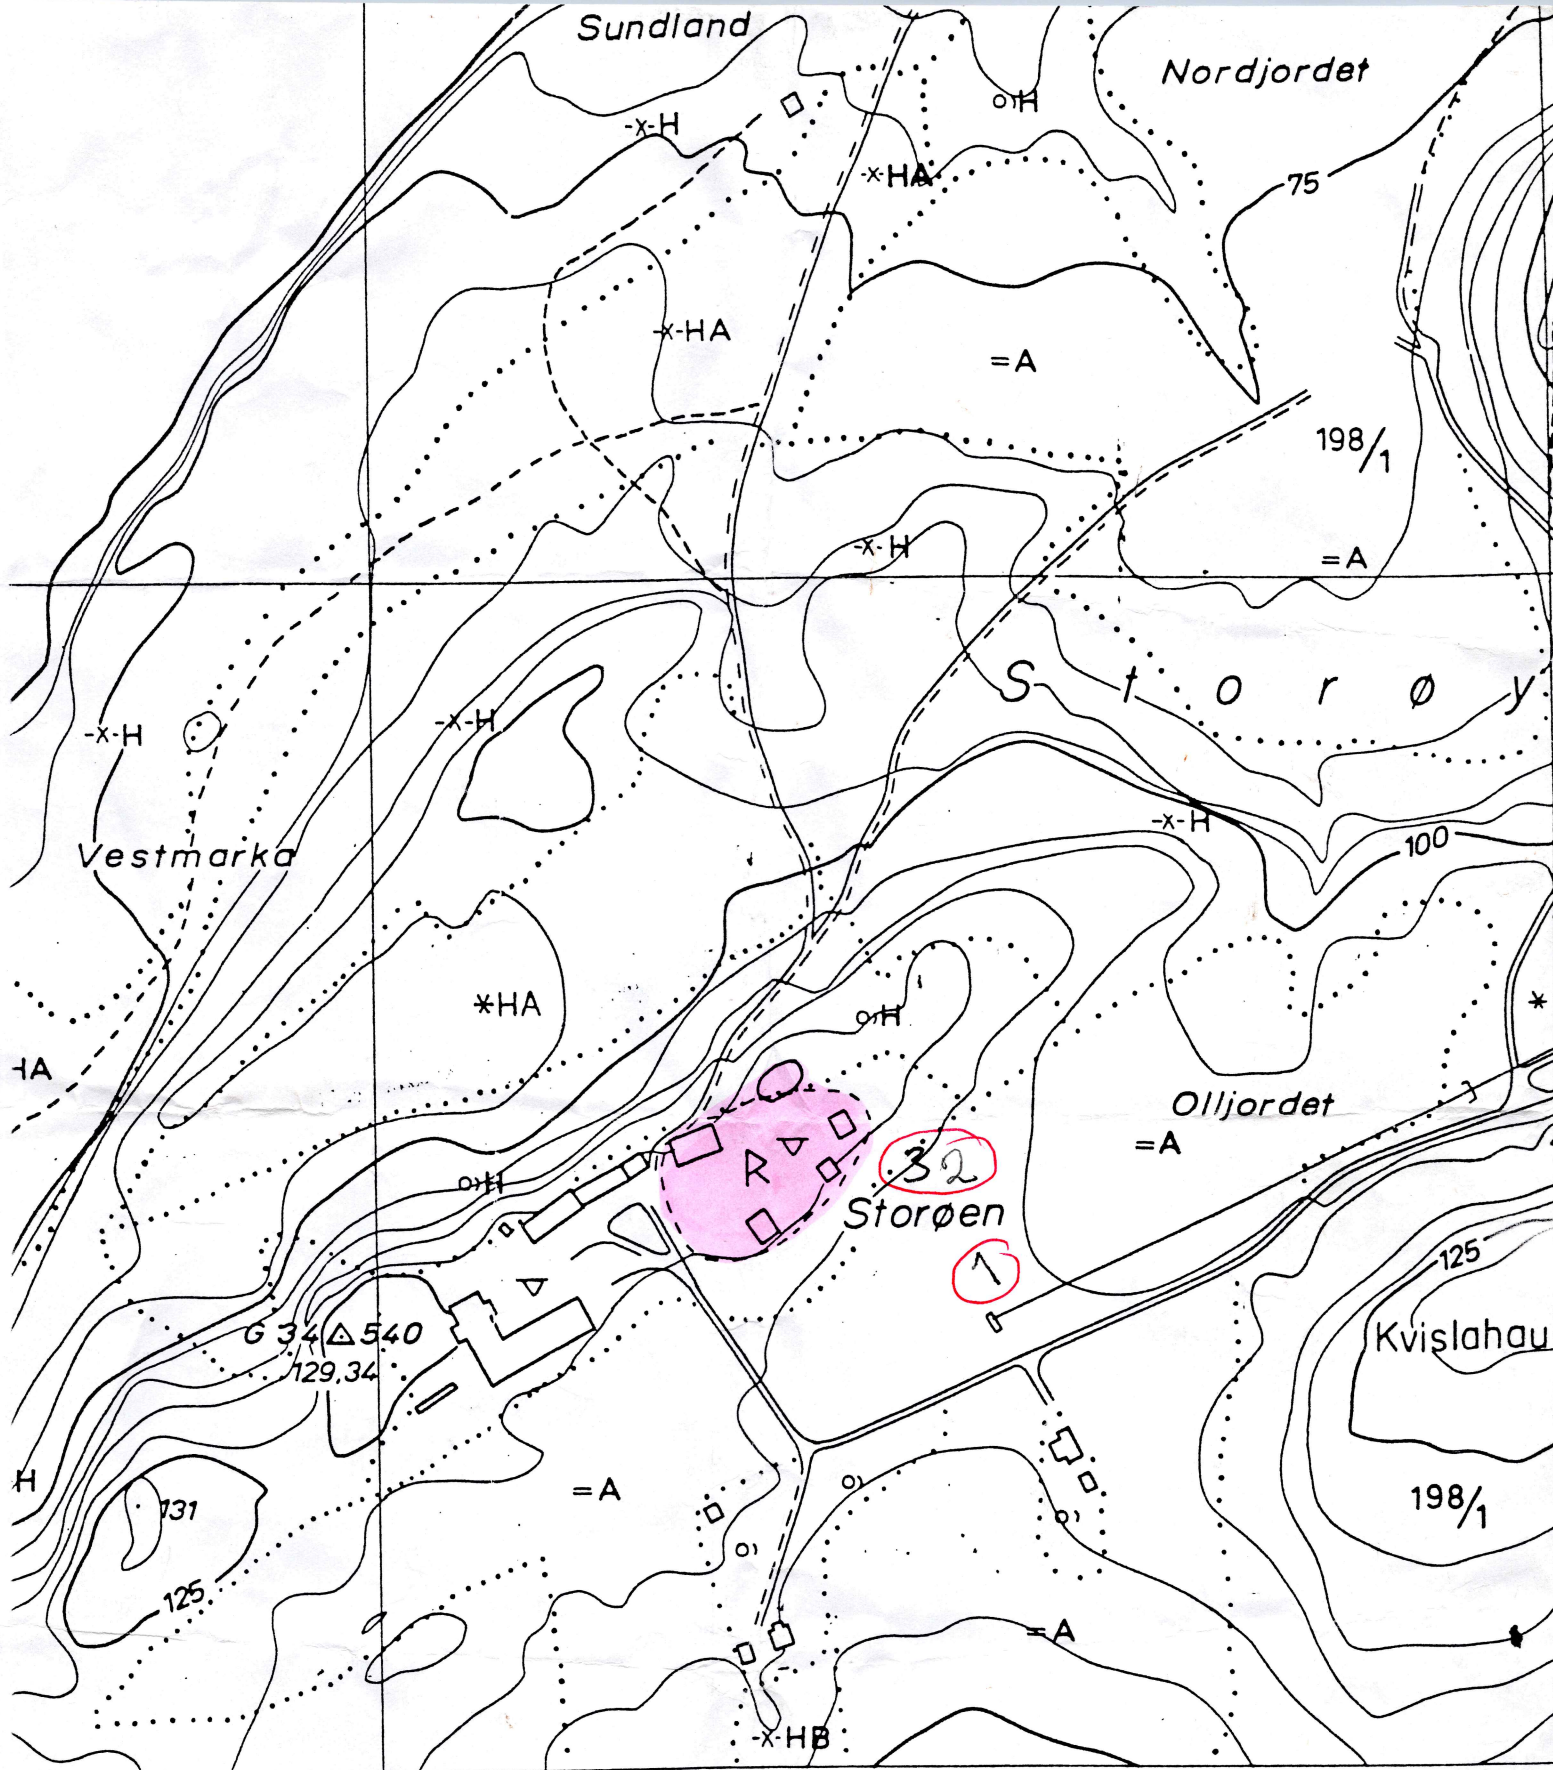 Sundland
Nordjordet
-x-H
o)H
-x-HA
75
-x-HA
=A
198/1
-x-H
=A
Storøy
-x-H
-x-H
-x-H
100
Vestmarka
*HA
o)H
*
HA
Olljordet
=A
R
32
o)H
Storøen
1
125
G 34 540
129,34
Kvislahau
H
131
=A
o)
198/1
o)
o)
125
=A
-x-HB